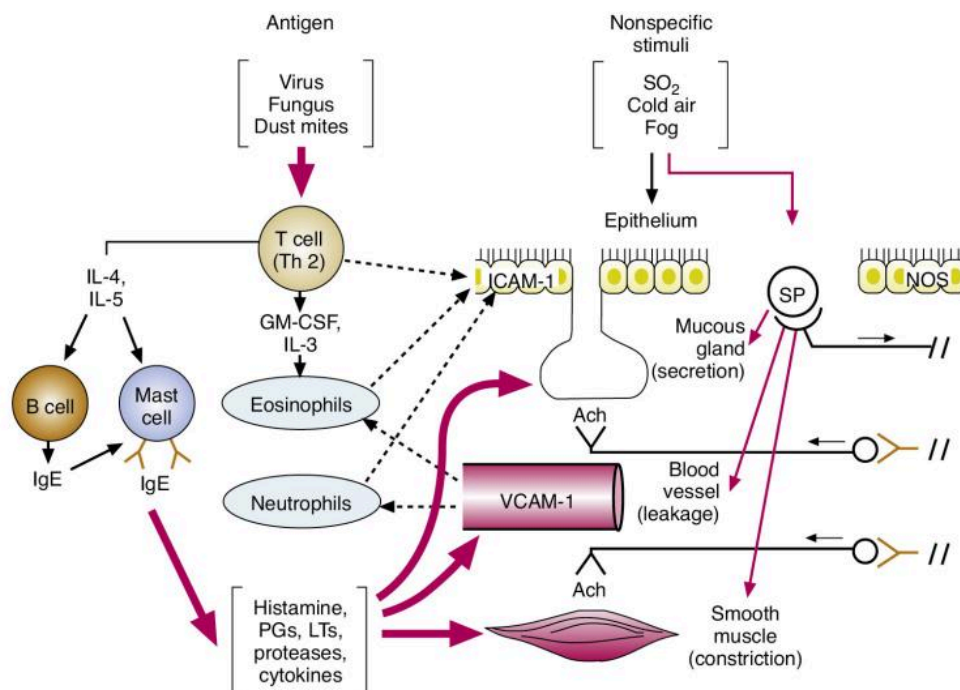 Antigen
Virus
Fungus
Dust mites
Nonspecific
stimuli
SO₂
Cold air
Fog
Epithelium
T cell
(Th 2)
ICAM-1
NOS
SP
IL-4,
IL-5
GM-CSF,
IL-3
Mucous
gland
(secretion)
B cell
Mast
cell
Eosinophils
Ach
IgE
IgE
Neutrophils
VCAM-1
Blood
vessel
(leakage)
Ach
Histamine,
PGs, LTs,
proteases,
cytokines
Smooth
muscle
(constriction)